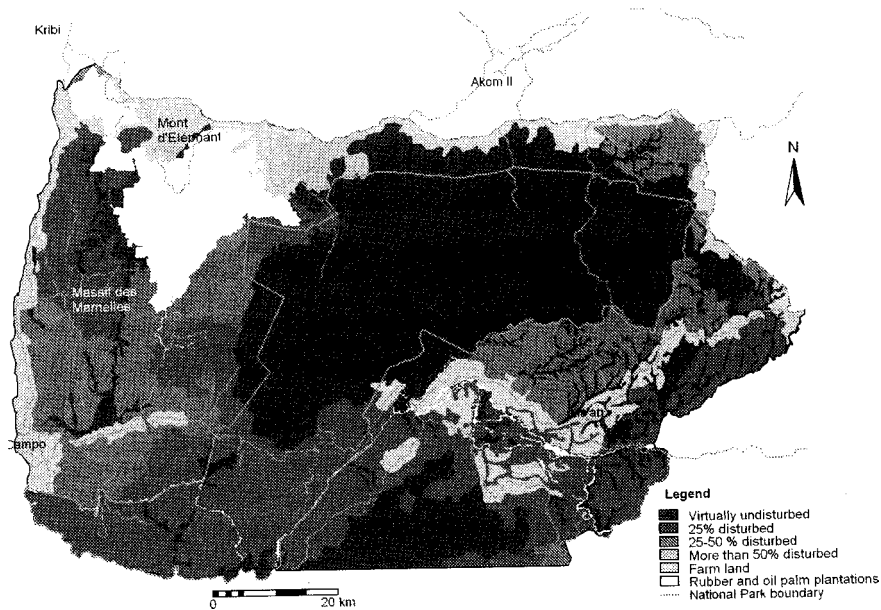 Kribi
Akom II
Mont
d'Elephant
N
Massif des
Mamelles
Campo
Legend
Virtually undisturbed
25% disturbed
25-50 % disturbed
More than 50% disturbed
Farm land
Rubber and oil palm plantations
National Park boundary
0 20 km